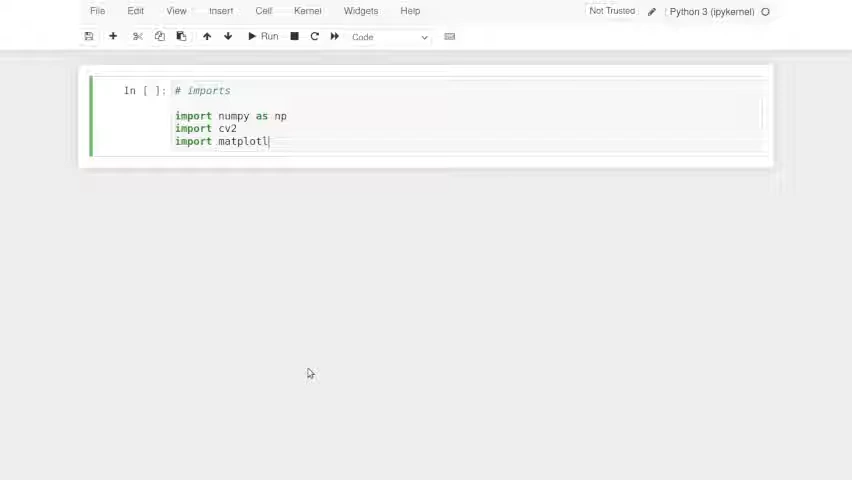 File Edit View Insert Cell Kernel Widgets Help Not Trusted Python 3 (ipykernel)
Run Code
In [ ]: # imports
import numpy as np
import cv2
import matplotl